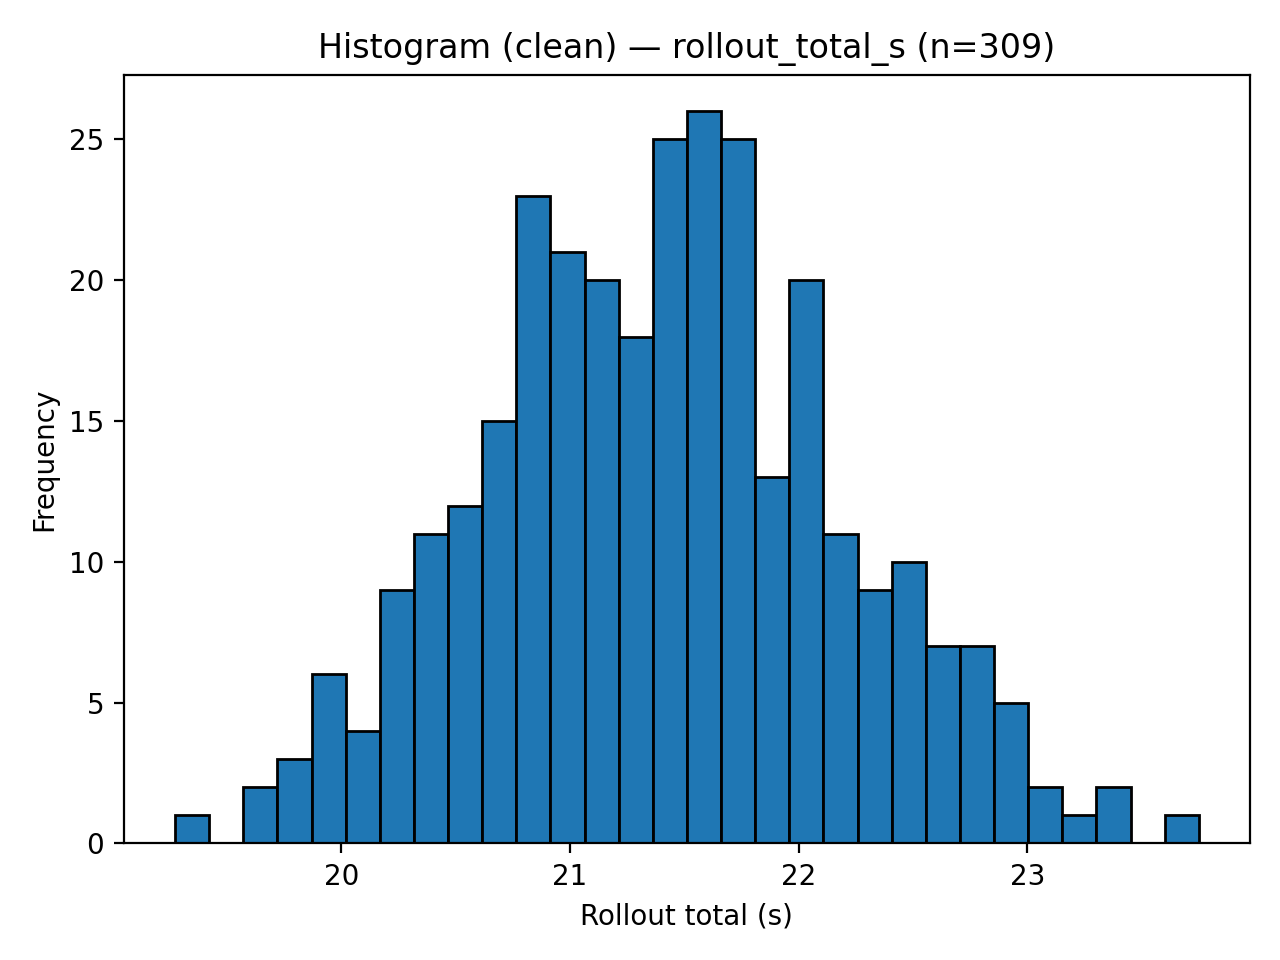 Histogram (clean) — rollout_total_s (n=309)
25
20
15
10
5
0
Frequency
20 21 22 23
Rollout total (s)